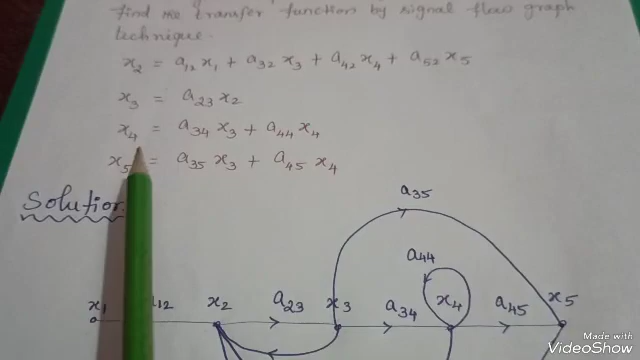 find the transfer function by signal flow graph
technique.
x₂ = a₁₂ x₁ + a₃₂ x₃ + a₄₂ x₄ + a₅₂ x₅
x₃ = a₂₃ x₂
x₄ = a₃₄ x₃ + a₄₄ x₄
x₅ = a₃₅ x₃ + a₄₅ x₄
Solution
a₃₅
a₄₄
x₁ a₁₂ x₂ a₂₃ x₃ a₃₄ x₄ a₄₅ x₅
Made with
VideoShow